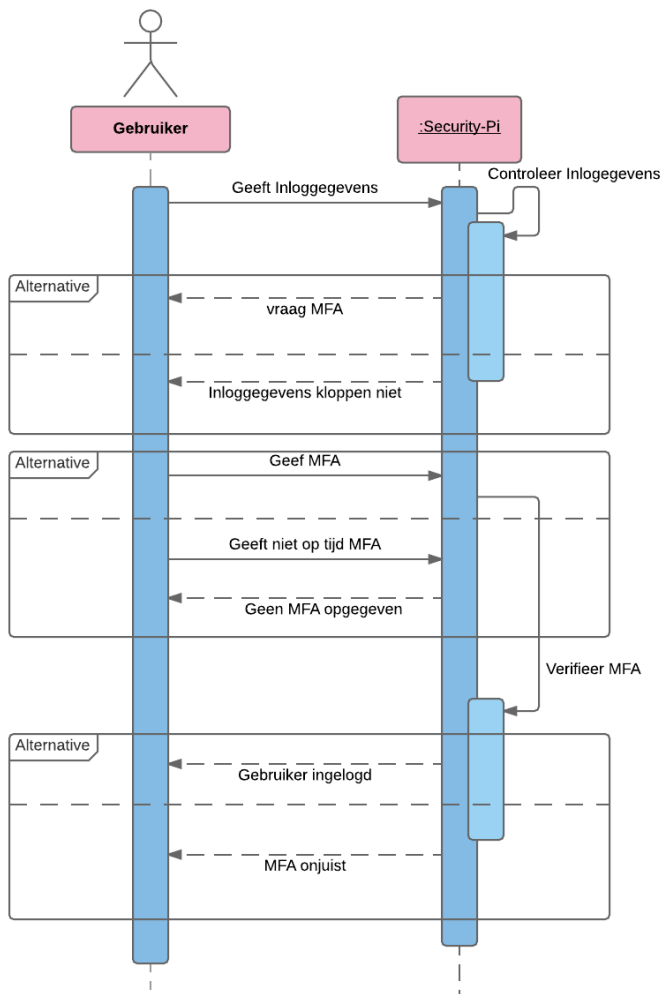 Gebruiker
:Security-Pi
Controleer Inlogegevens
Geeft Inloggegevens
Alternative
vraag MFA
Inloggegevens kloppen niet
Alternative
Geef MFA
Geeft niet op tijd MFA
Geen MFA opgegeven
Verifieer MFA
Alternative
Gebruiker ingelogd
MFA onjuist